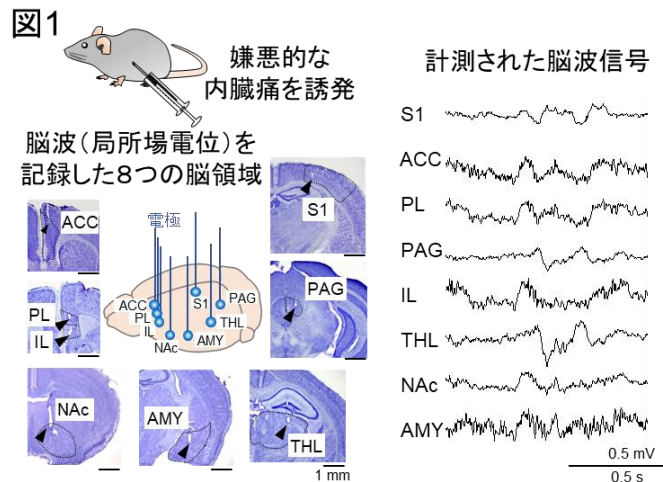 図1
嫌悪的な
内臓痛を誘発
脳波(局所場電位)を
記録した8つの脳領域
ACC
PL
IL
NAc
AMY
THL
S1
PAG
1 mm
電極
ACC
PL
IL
NAc
AMY
THL
S1
PAG
計測された脳波信号
S1
ACC
PL
PAG
IL
THL
NAc
AMY
0.5 mV
0.5 s